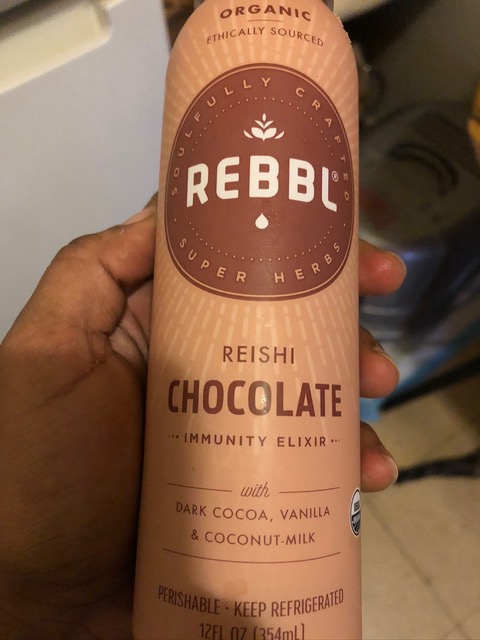 ORGANIC
ETHICALLY SOURCED
SOULFULLY CRAFTED
REBBL®
SUPER HERBS
REISHI
CHOCOLATE
IMMUNITY ELIXIR
with
DARK COCOA, VANILLA
& COCONUT-MILK
PERISHABLE · KEEP REFRIGERATED
12FL OZ (354mL)